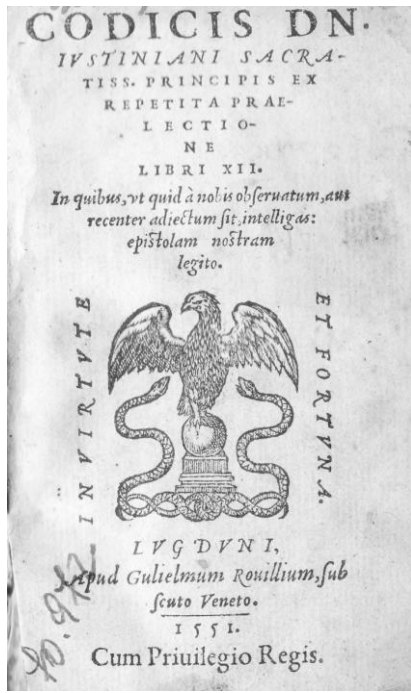 CODICIS DN.
IVSTINIANI SACRA-
TISS. PRINCIPIS EX
REPETITA PRAE-
LECTIO-
NE
LIBRI XII.
In quibus, vt quid à nobis obseruatum, aut
recenter adiectum sit, intelligas:
epistolam nostram
legito.
IN VIRTVTE
ET FORTVNA.
LVGDVNI,
Apud Gulielmum Rouillium, sub
scuto Veneto.
1551.
Cum Priuilegio Regis.